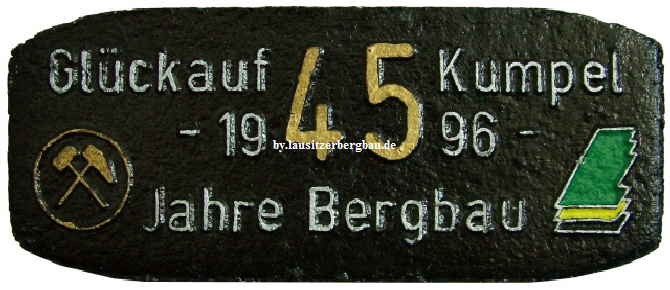 Glückauf 45 Kumpel
- 19 96 -
by.lausitzerbergbau.de
Jahre Bergbau